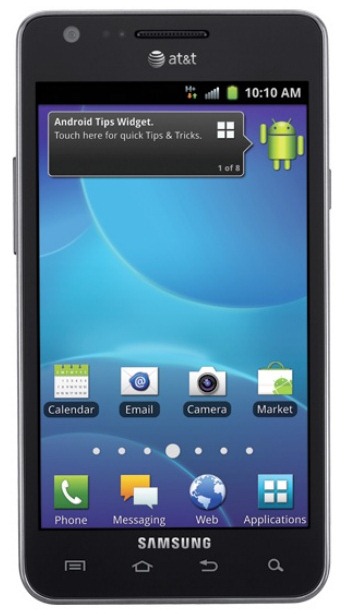 at&t
10:10 AM
Android Tips Widget.
Touch here for quick Tips & Tricks.
1 of 8
Calendar Email Camera Market
Phone Messaging Web Applications
SAMSUNG